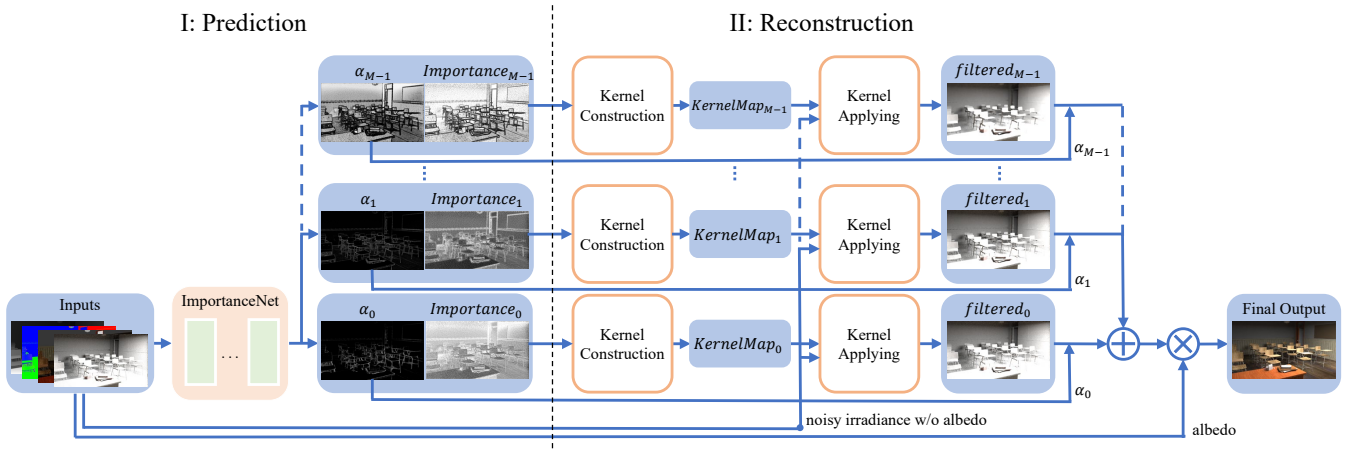 I: Prediction
II: Reconstruction
α_{M−1} Importance_{M−1}
Kernel
Construction
KernelMap_{M−1}
Kernel
Applying
filtered_{M−1}
α_{M−1}
α_1 Importance_1
Kernel
Construction
KernelMap_1
Kernel
Applying
filtered_1
α_1
Inputs
ImportanceNet
...
α_0 Importance_0
Kernel
Construction
KernelMap_0
Kernel
Applying
filtered_0
α_0
Final Output
noisy irradiance w/o albedo
albedo